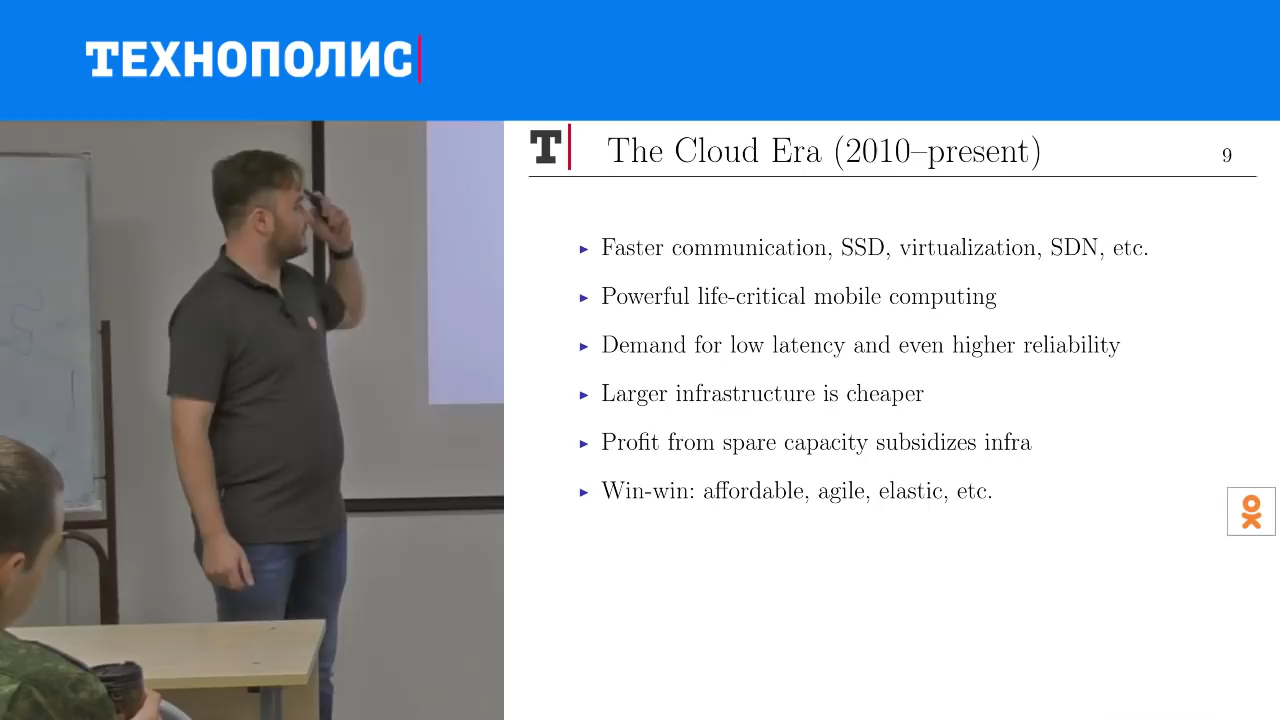 ТЕХНОПОЛИС
T
The Cloud Era (2010–present)
9
▸ Faster communication, SSD, virtualization, SDN, etc.
▸ Powerful life-critical mobile computing
▸ Demand for low latency and even higher reliability
▸ Larger infrastructure is cheaper
▸ Profit from spare capacity subsidizes infra
▸ Win-win: affordable, agile, elastic, etc.